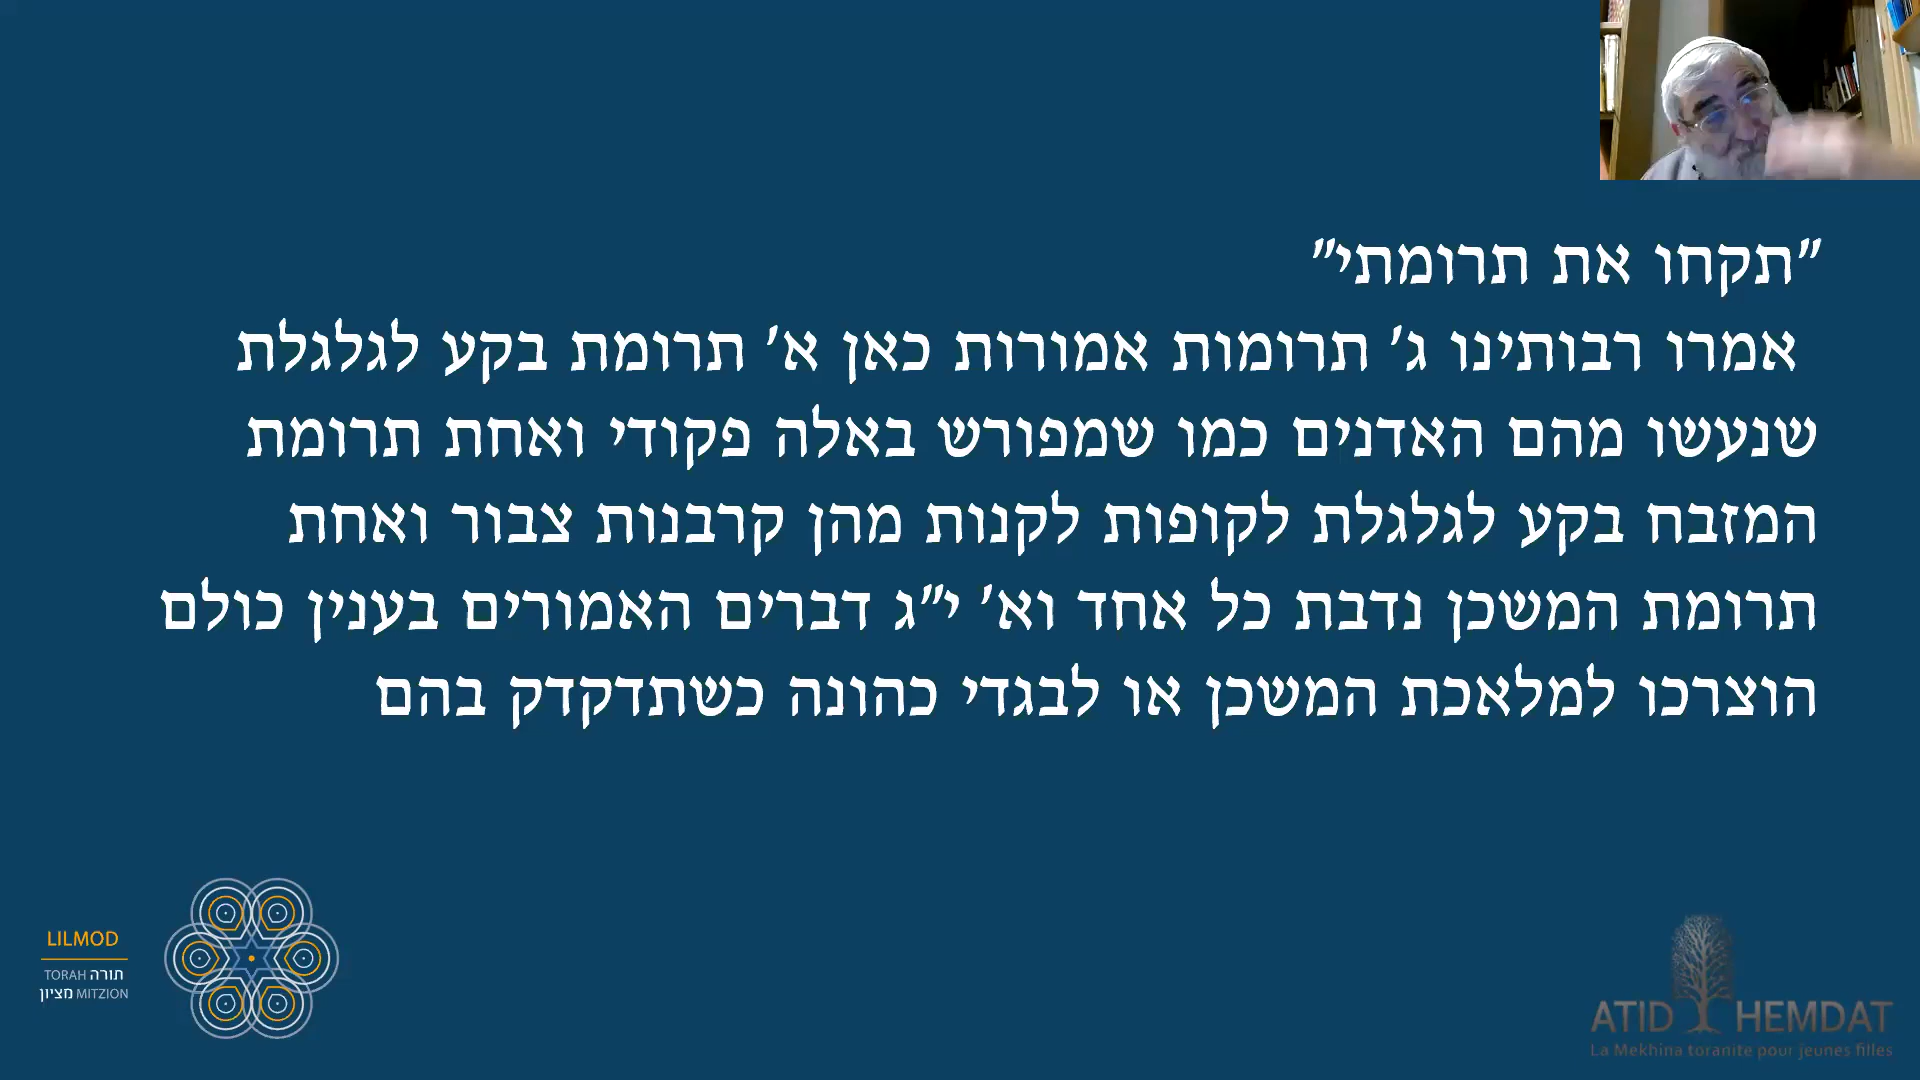 "תקחו את תרומתי"
אמרו רבותינו ג' תרומות אמורות כאן א' תרומת בקע לגלגלת
שנעשו מהם האדנים כמו שמפורש באלה פקודי ואחת תרומת
המזבח בקע לגלגלת לקופות לקנות מהן קרבנות צבור ואחת
תרומת המשכן נדבת כל אחד וא' י"ג דברים האמורים בענין כולם
הוצרכו למלאכת המשכן או לבגדי כהונה כשתדקדק בהם
LILMOD
TORAH תורה
מציון MITZION
ATID HEMDAT
La Mekhina toranite pour jeunes filles